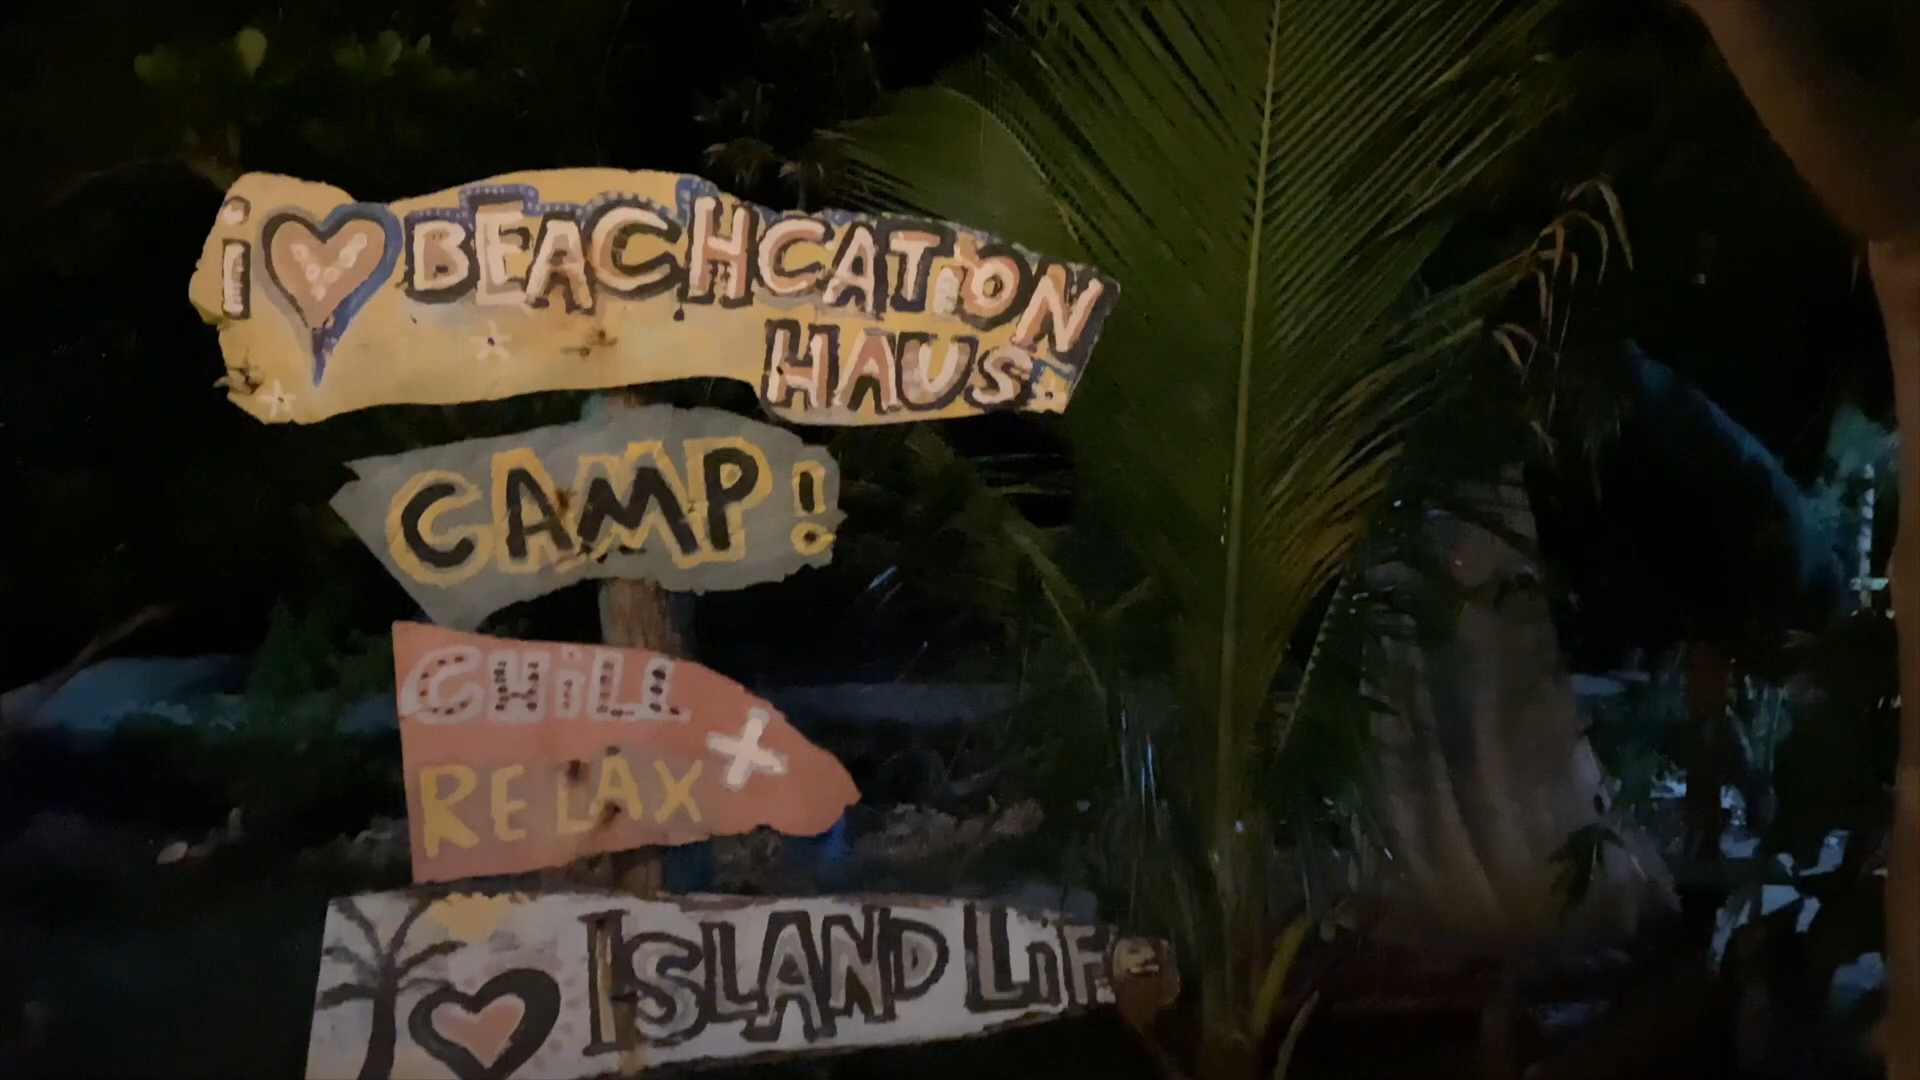 i ♥ BEACHCATiON
HAUS.
CAMP!
CHiLL
X
RELAX
ISLAND LiFe